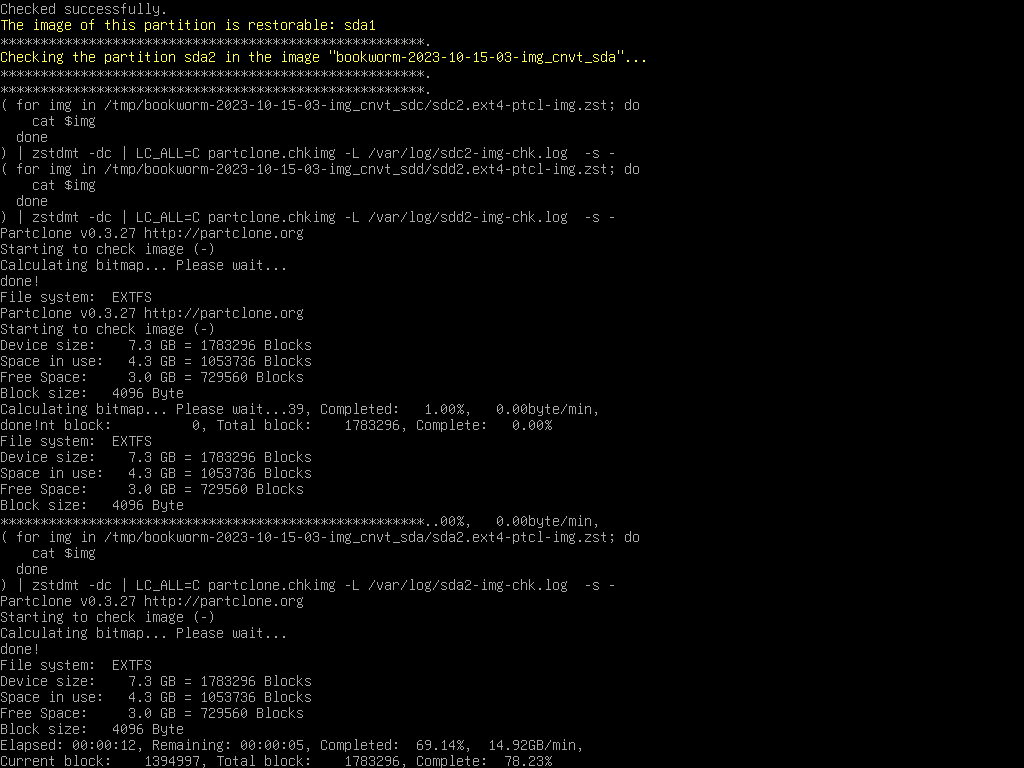 Checked successfully.
The image of this partition is restorable: sda1
*****************************************************.
Checking the partition sda2 in the image "bookworm-2023-10-15-03-img_cnvt_sda"...
*****************************************************.
*****************************************************.
( for img in /tmp/bookworm-2023-10-15-03-img_cnvt_sdc/sdc2.ext4-ptcl-img.zst; do
    cat $img
  done
) | zstdmt -dc | LC_ALL=C partclone.chkimg -L /var/log/sdc2-img-chk.log  -s -
( for img in /tmp/bookworm-2023-10-15-03-img_cnvt_sdd/sdd2.ext4-ptcl-img.zst; do
    cat $img
  done
) | zstdmt -dc | LC_ALL=C partclone.chkimg -L /var/log/sdd2-img-chk.log  -s -
Partclone v0.3.27 http://partclone.org
Starting to check image (-)
Calculating bitmap... Please wait...
done!
File system:  EXTFS
Partclone v0.3.27 http://partclone.org
Starting to check image (-)
Device size:    7.3 GB = 1783296 Blocks
Space in use:   4.3 GB = 1053736 Blocks
Free Space:     3.0 GB = 729560 Blocks
Block size:   4096 Byte
Calculating bitmap... Please wait...39, Completed:   1.00%,   0.00byte/min,
done!nt block:          0, Total block:    1783296, Complete:   0.00%
File system:  EXTFS
Device size:    7.3 GB = 1783296 Blocks
Space in use:   4.3 GB = 1053736 Blocks
Free Space:     3.0 GB = 729560 Blocks
Block size:   4096 Byte
*****************************************************..00%,   0.00byte/min,
( for img in /tmp/bookworm-2023-10-15-03-img_cnvt_sda/sda2.ext4-ptcl-img.zst; do
    cat $img
  done
) | zstdmt -dc | LC_ALL=C partclone.chkimg -L /var/log/sda2-img-chk.log  -s -
Partclone v0.3.27 http://partclone.org
Starting to check image (-)
Calculating bitmap... Please wait...
done!
File system:  EXTFS
Device size:    7.3 GB = 1783296 Blocks
Space in use:   4.3 GB = 1053736 Blocks
Free Space:     3.0 GB = 729560 Blocks
Block size:   4096 Byte
Elapsed: 00:00:12, Remaining: 00:00:05, Completed:  69.14%,  14.92GB/min,
Current block:    1394997, Total block:    1783296, Complete:  78.23%